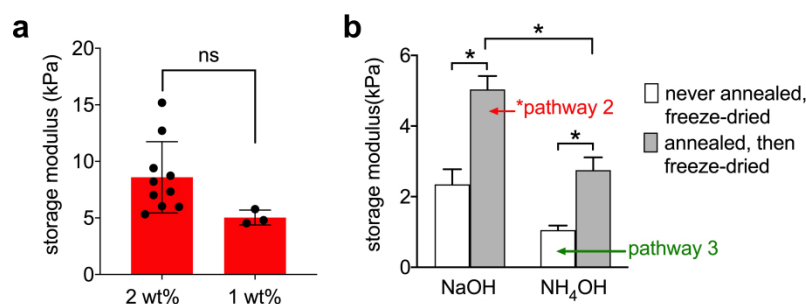 a
storage modulus (kPa)
20
15
10
5
0
ns
2 wt%
1 wt%
b
storage modulus(kPa)
6
4
2
0
*
*
*
*pathway 2
pathway 3
NaOH
NH₄OH
never annealed,
freeze-dried
annealed, then
freeze-dried